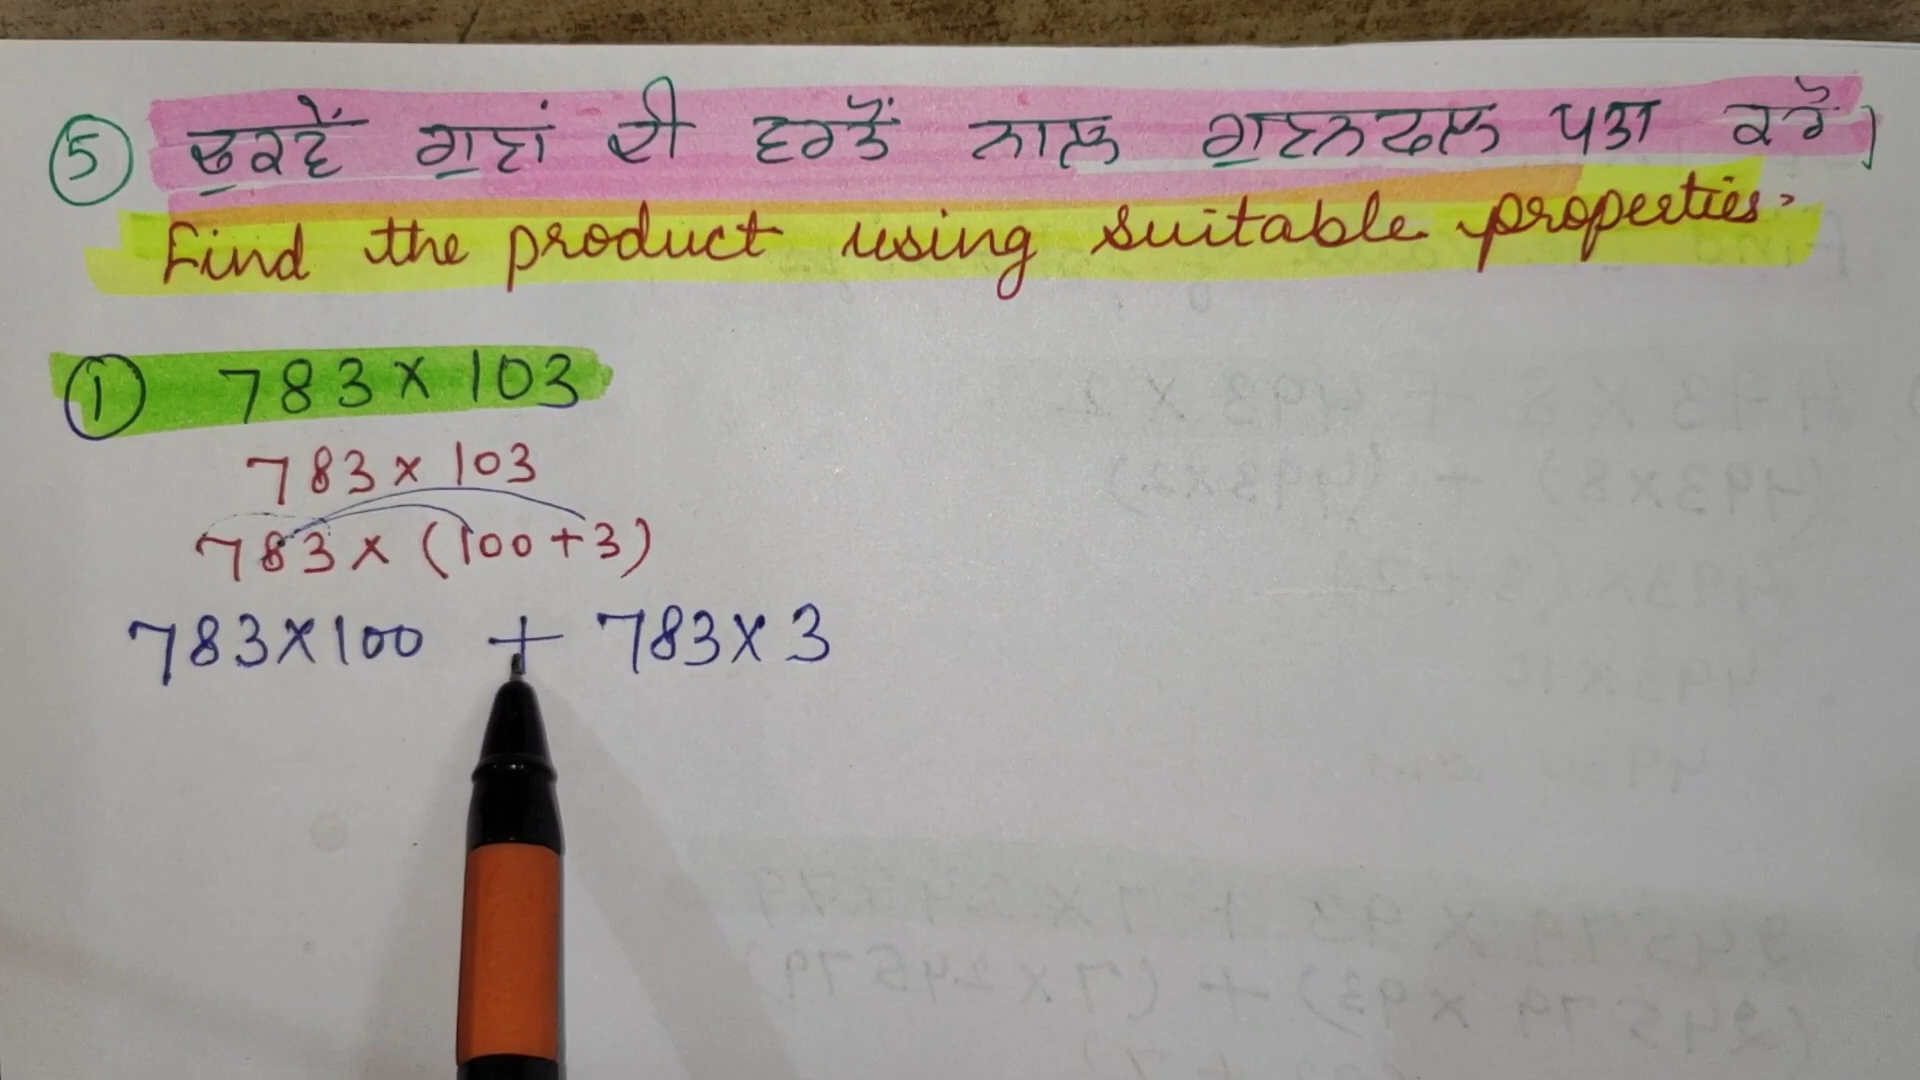 ⑤ ਢੁਕਵੇਂ ਗੁਣਾਂ ਦੀ ਵਰਤੋਂ ਨਾਲ ਗੁਣਨਫਲ ਪਤਾ ਕਰੋ।
Find the product using suitable properties.
① 783 × 103
783 × 103
783 × (100 + 3)
783 × 100 + 783 × 3